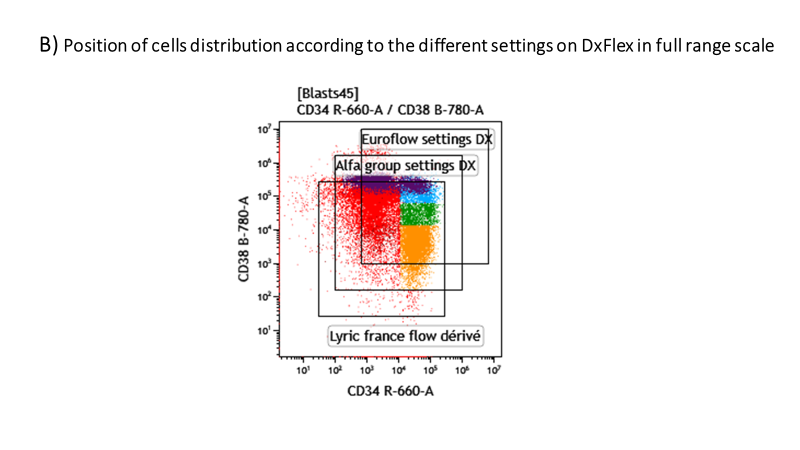 B) Position of cells distribution according to the different settings on DxFlex in full range scale
[Blasts45]
CD34 R-660-A / CD38 B-780-A
10⁷
Euroflow settings DX
10⁶
Alfa group settings DX
10⁵
CD38 B-780-A
10⁴
10³
10²
10¹
Lyric france flow dérivé
10¹ 10² 10³ 10⁴ 10⁵ 10⁶ 10⁷
CD34 R-660-A